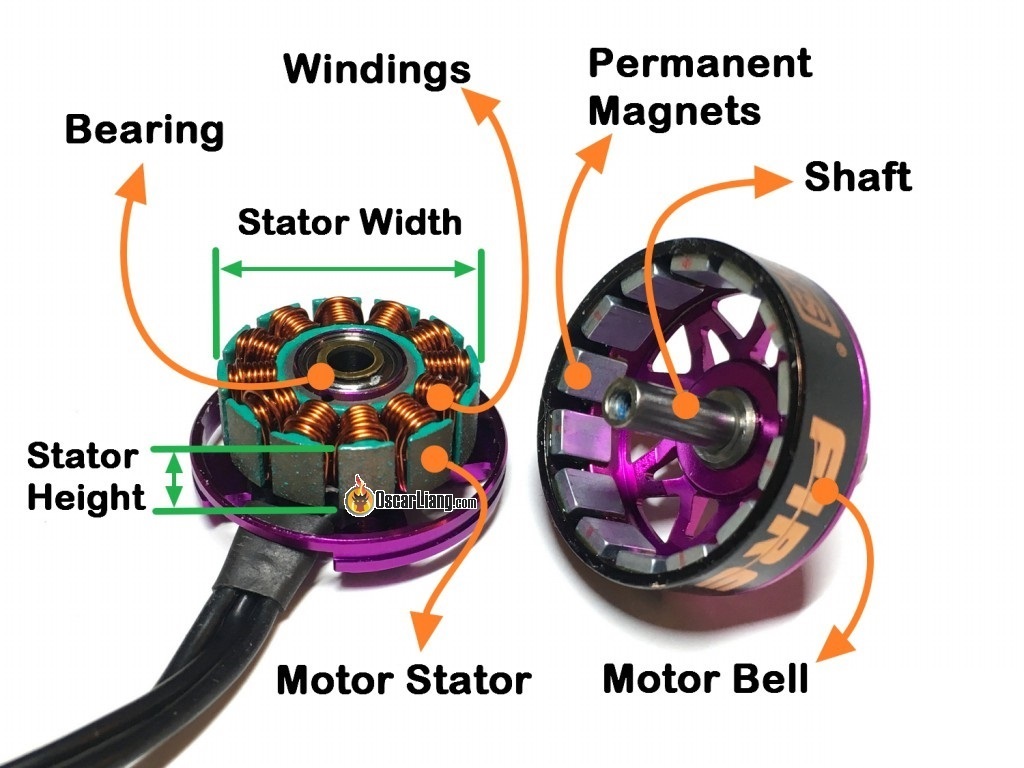 Windings
Permanent
Magnets
Bearing
Shaft
Stator Width
Stator
Height
OscarLiang.com
Motor Stator
Motor Bell